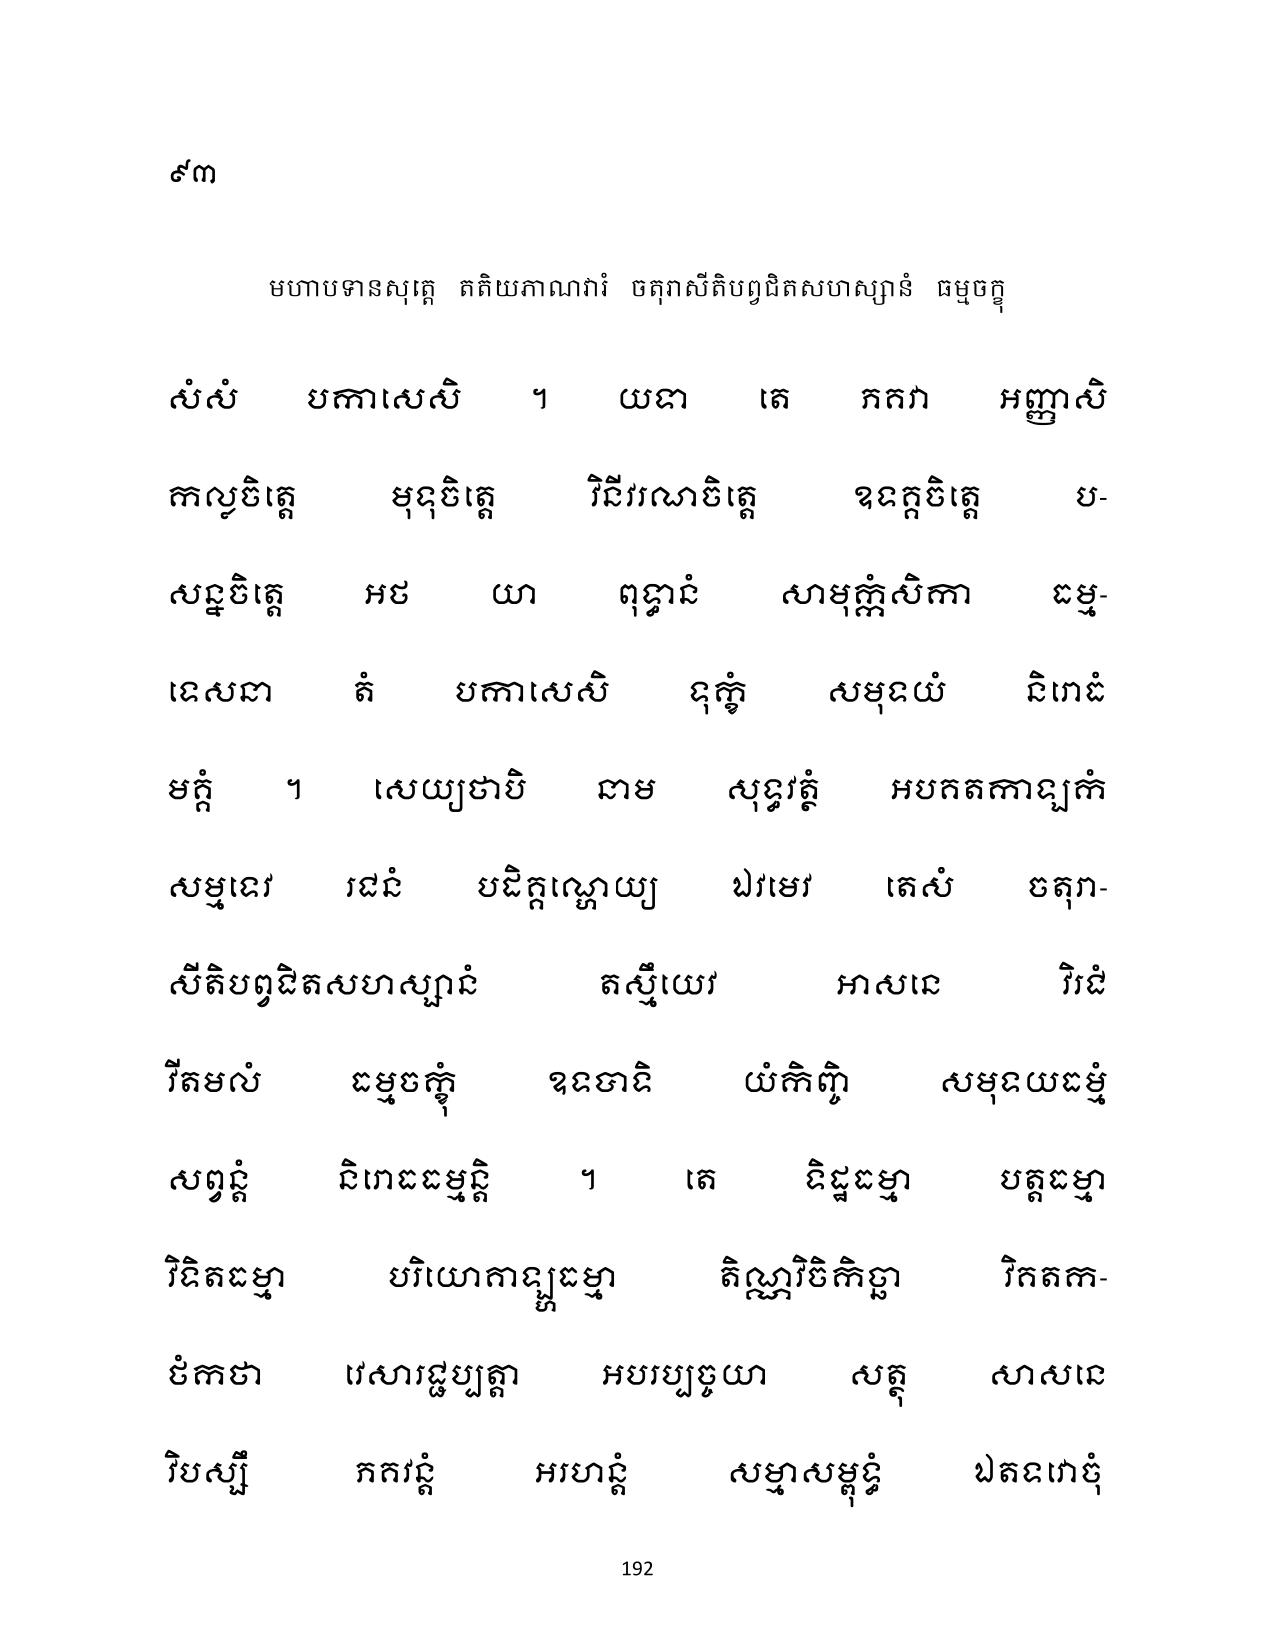 ៩៣
មហាបទានសុត្តេ តតិយភាណវារំ ចតុរាសីតិបព្វជិតសហស្សានំ ធម្មចក្ខុ
សំសំ បកាសេសិ ។ យទា តេ ភគវា អញ្ញាសិ
កល្លចិត្តេ មុទុចិត្តេ វិនីវរណចិត្តេ ឧទគ្គចិត្តេ ប-
សន្នចិត្តេ អថ យា ពុទ្ធានំ សាមុក្កំសិកា ធម្ម-
ទេសនា តំ បកាសេសិ ទុក្ខំ សមុទយំ និរោធំ
មគ្គំ ។ សេយ្យថាបិ នាម សុទ្ធវត្ថំ អបគតកាឡកំ
សម្មទេវ រជនំ បដិគ្គណ្ហេយ្យ ឯវមេវ តេសំ ចតុរា-
សីតិបព្វជិតសហស្សានំ តស្មឹយេវ អាសនេ វិរជំ
វីតមលំ ធម្មចក្ខុំ ឧទបាទិ យំកិញ្ចិ សមុទយធម្មំ
សព្វន្តំ និរោធធម្មន្តិ ។ តេ ទិដ្ឋធម្មា បត្តធម្មា
វិទិតធម្មា បរិយោកាឡ្ហធម្មា តិណ្ណវិចិកិច្ឆា វិគតក-
ថំកថា វេសារជ្ជប្បត្តា អបរប្បច្ចយា សត្ថុ សាសនេ
វិបស្សឹ ភគវន្តំ អរហន្តំ សម្មាសម្ពុទ្ធំ ឯតទវោចុំ
192